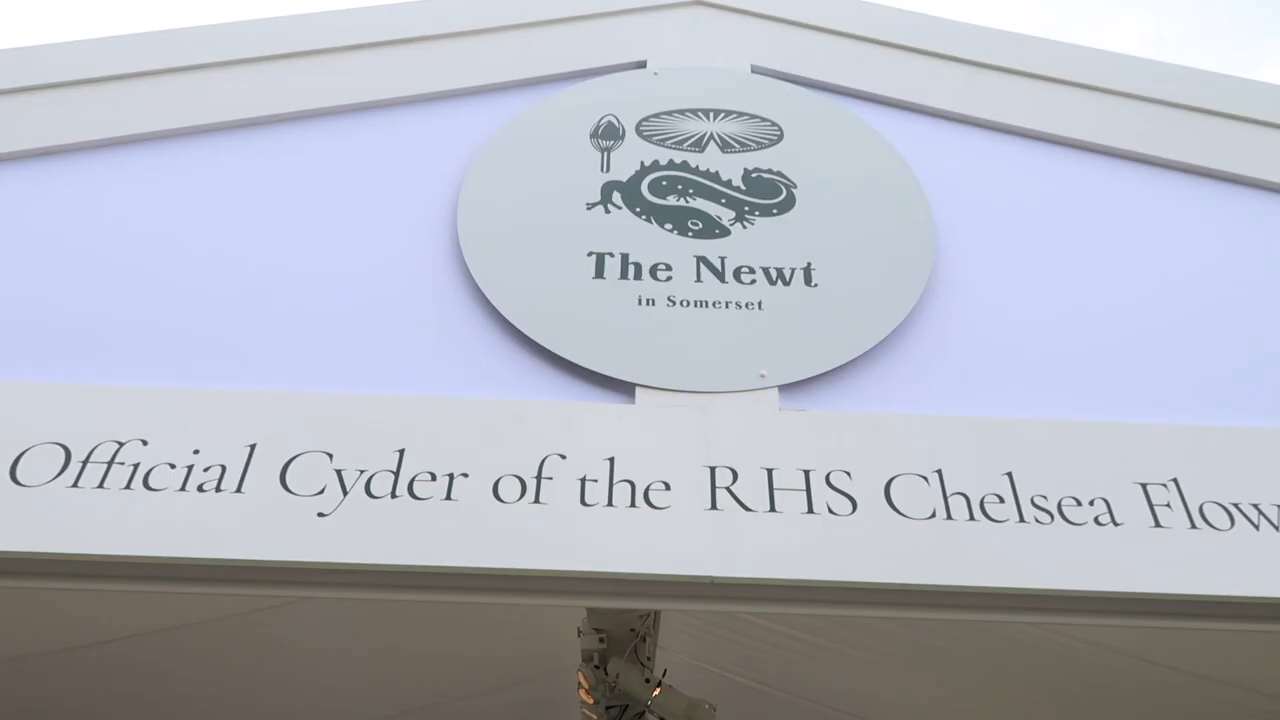 The Newt
in Somerset
Official Cyder of the RHS Chelsea Flow